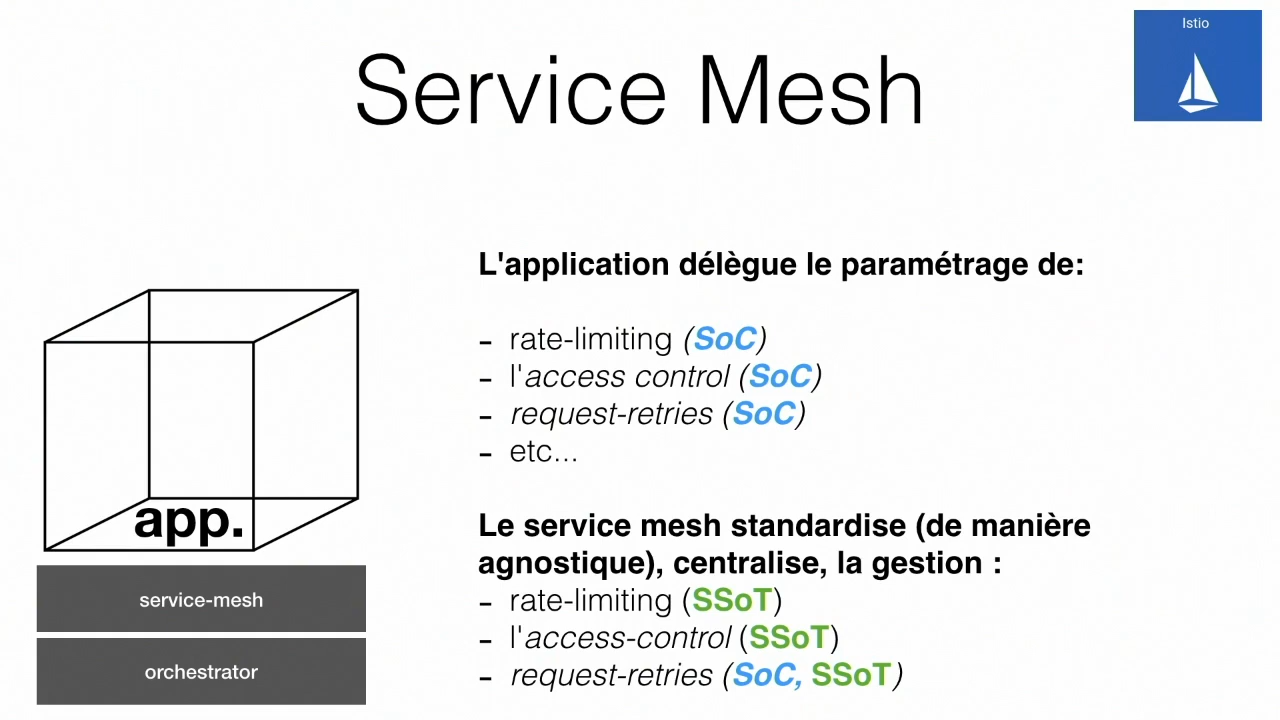 Istio
Service Mesh
L'application délègue le paramétrage de:
- rate-limiting (SoC)
- l'access control (SoC)
- request-retries (SoC)
- etc...
Le service mesh standardise (de manière
agnostique), centralise, la gestion :
- rate-limiting (SSoT)
- l'access-control (SSoT)
- request-retries (SoC, SSoT)
app.
service-mesh
orchestrator